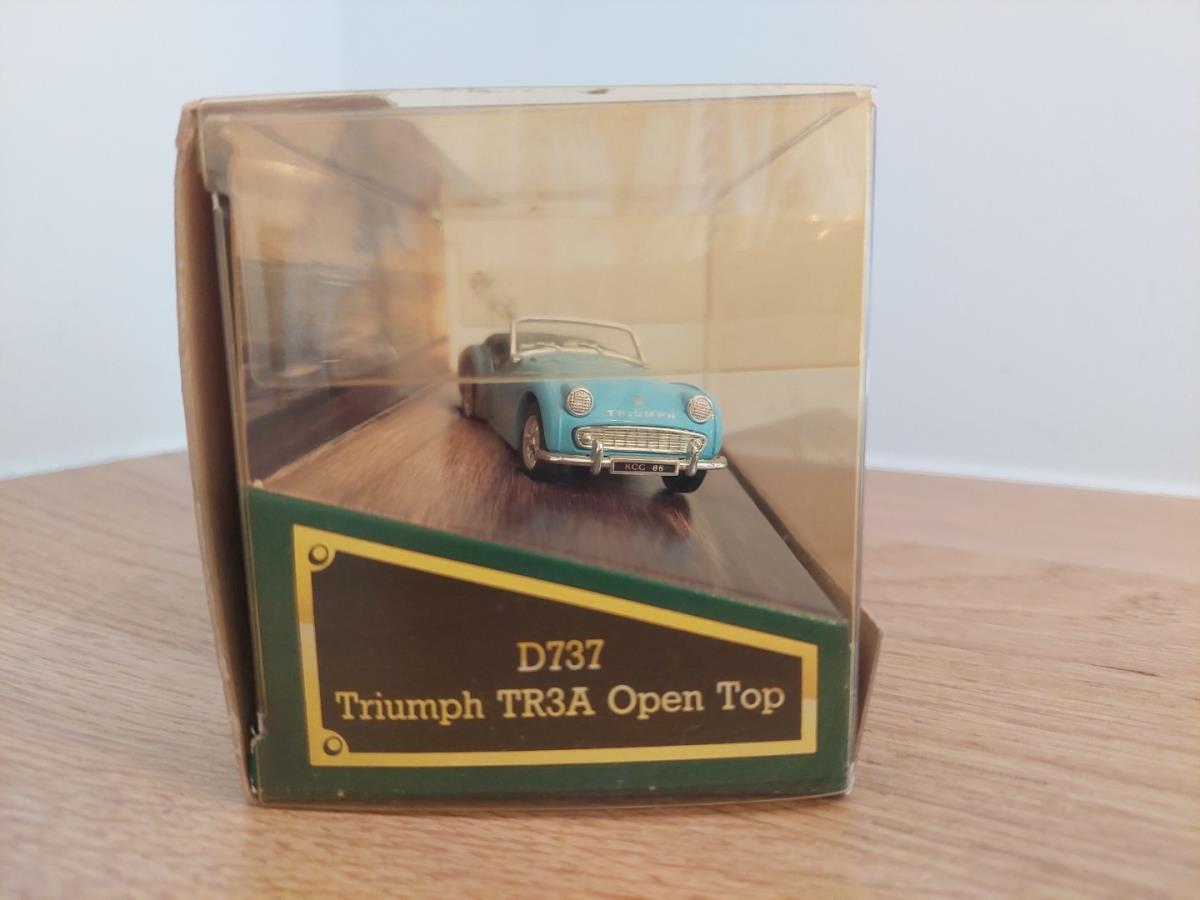 TRIUMPH
KCC 86
D737
Triumph TR3A Open Top